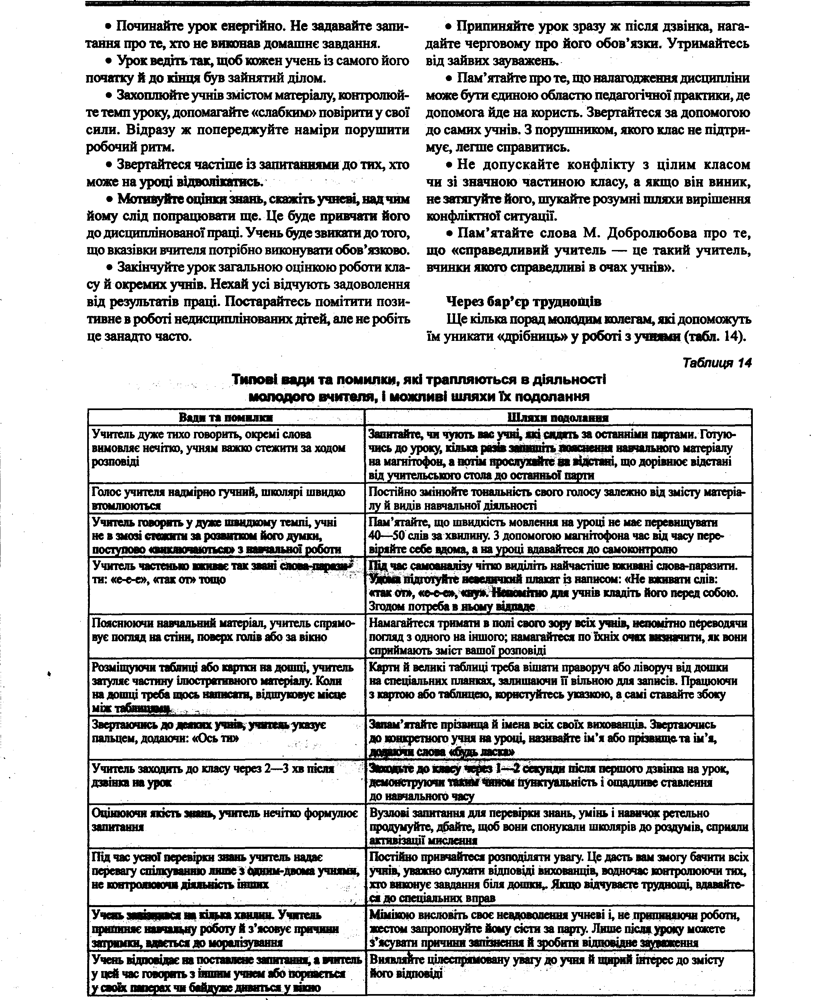 • Починайте урок енергійно. Не задавайте запи-
тання про те, хто не виконав домашнє завдання.
• Урок ведіть так, щоб кожен учень із самого його
початку й до кінця був зайнятий ділом.
• Захоплюйте учнів змістом матеріалу, контролюй-
те темп уроку, допомагайте «слабким» повірити у свої
сили. Відразу ж попереджуйте наміри порушити
робочий ритм.
• Звертайтеся частіше із запитаннями до тих, хто
може на уроці відволікатись.
• Мотивуйте оцінки знань, скажіть учневі, над чим
йому слід попрацювати ще. Це буде привчати його
до дисциплінованої праці. Учень буде звикати до того,
що вказівки вчителя потрібно виконувати обов’язково.
• Закінчуйте урок загальною оцінкою роботи кла-
су й окремих учнів. Нехай усі відчують задоволення
від результатів праці. Постарайтесь помітити пози-
тивне в роботі недисциплінованих дітей, але не робіть
це занадто часто.
• Припиняйте урок зразу ж після дзвінка, нага-
дайте черговому про його обов’язки. Утримайтесь
від зайвих зауважень.
• Пам’ятайте про те, що налагодження дисципліни
може бути єдиною областю педагогічної практики, де
допомога йде на користь. Звертайтеся за допомогою
до самих учнів. З порушником, якого клас не підтри-
мує, легше справитись.
• Не допускайте конфлікту з цілим класом
чи зі значною частиною класу, а якщо він виник,
не затягуйте його, шукайте розумні шляхи вирішення
конфліктної ситуації.
• Пам’ятайте слова М. Добролюбова про те,
що «справедливий учитель — це такий учитель,
вчинки якого справедливі в очах учнів».
Через бар’єр труднощів
Ще кілька порад молодим колегам, які допоможуть
їм уникати «дрібниць» у роботі з учнями (табл. 14).
Таблиця 14
Типові вади та помилки, які трапляються в діяльності
молодого вчителя, і можливі шляхи їх подолання
Вади та помилки
Шляхи подолання
Учитель дуже тихо говорить, окремі слова
вимовляє нечітко, учням важко стежити за ходом
розповіді
Запитайте, чи чують вас учні, які сидять за останніми партами. Готую-
чись до уроку, кілька разів запишіть пояснення навчального матеріалу
на магнітофон, а потім прослухайте на відстані, що дорівнює відстані
від учительського стола до останньої парти
Голос учителя надмірно гучний, школярі швидко
втомлюються
Постійно змінюйте тональність свого голосу залежно від змісту матеріа-
лу й видів навчальної діяльності
Учитель говорить у дуже швидкому темпі, учні
не в змозі стежити за розвитком його думки,
поступово «виключаються» з навчальної роботи
Пам’ятайте, що швидкість мовлення на уроці не має перевищувати
40—50 слів за хвилину. З допомогою магнітофона час від часу пере-
віряйте себе вдома, а на уроці вдавайтеся до самоконтролю
Учитель частенько вживає так звані слова-парази-
ти: «е-е-е», «так от» тощо
Під час самоаналізу чітко виділіть найчастіше вживані слова-паразити.
Удома підготуйте невеличкий плакат із написом: «Не вживати слів:
«так от», «е-е-е», «ну». Непомітно для учнів кладіть його перед собою.
Згодом потреба в ньому відпаде
Пояснюючи навчальний матеріал, учитель спрямо-
вує погляд на стіни, поверх голів або за вікно
Намагайтеся тримати в полі свого зору всіх учнів, непомітно переводячи
погляд з одного на іншого; намагайтеся по їхніх очах визначити, як вони
сприймають зміст вашої розповіді
Розміщуючи таблиці або картки на дошці, учитель
затуляє частину ілюстративного матеріалу. Коли
на дошці треба щось написати, відшуковує місце
між таблицями
Карти й великі таблиці треба вішати праворуч або ліворуч від дошки
на спеціальних планках, залишаючи її вільною для записів. Працюючи
з картою або таблицею, користуйтесь указкою, а самі ставайте збоку
Звертаючись до деяких учнів, учитель указує
пальцем, додаючи: «Ось ти»
Запам’ятайте прізвища й імена всіх своїх вихованців. Звертаючись
до конкретного учня на уроці, називайте ім’я або прізвище та ім’я,
додаючи слова «будь ласка»
Учитель заходить до класу через 2—3 хв після
дзвінка на урок
Заходьте до класу через 1—2 секунди після першого дзвінка на урок,
демонструючи таким чином пунктуальність і ощадливе ставлення
до навчального часу
Оцінюючи якість знань, учитель нечітко формулює
запитання
Вузлові запитання для перевірки знань, умінь і навичок ретельно
продумуйте, дбайте, щоб вони спонукали школярів до роздумів, сприяли
активізації мислення
Під час усної перевірки знань учитель надає
перевагу спілкуванню лише з одним-двома учнями,
не контролюючи діяльність інших
Постійно привчайтеся розподіляти увагу. Це дасть вам змогу бачити всіх
учнів, уважно слухати відповіді вихованців, водночас контролюючи тих,
хто виконує завдання біля дошки,. Якщо відчуваєте труднощі, вдавайте-
ся до спеціальних вправ
Учень запізнився на кілька хвилин. Учитель
припиняє навчальну роботу й з’ясовує причини
затримки, вдається до моралізування
Мімікою висловіть своє невдоволення учневі і, не припиняючи роботи,
жестом запропонуйте йому сісти за парту. Лише після уроку можете
з’ясувати причини запізнення й зробити відповідне зауваження
Учень відповідає на поставлене запитання, а вчитель
у цей час говорить з іншим учнем або порпається
у своїх паперах чи байдуже дивиться у вікно
Виявляйте цілеспрямовану увагу до учня й щирий інтерес до змісту
його відповіді